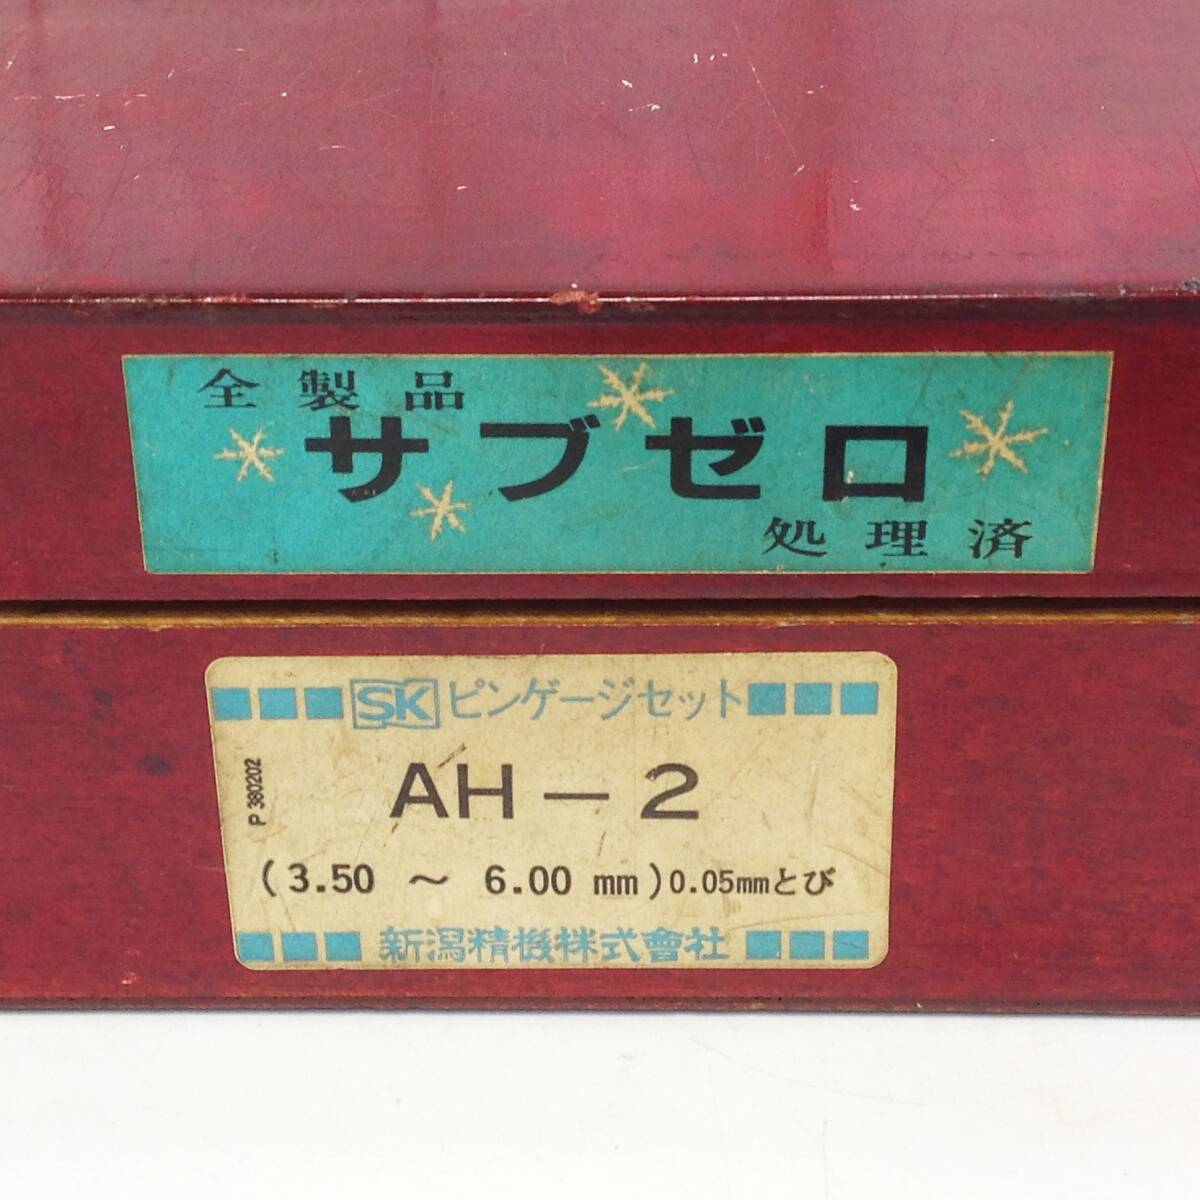 全製品
サブゼロ
処理済
SK ピンゲージセット
P 380202
AH-2
(3.50 ～ 6.00 mm) 0.05mmとび
新潟精機株式會社